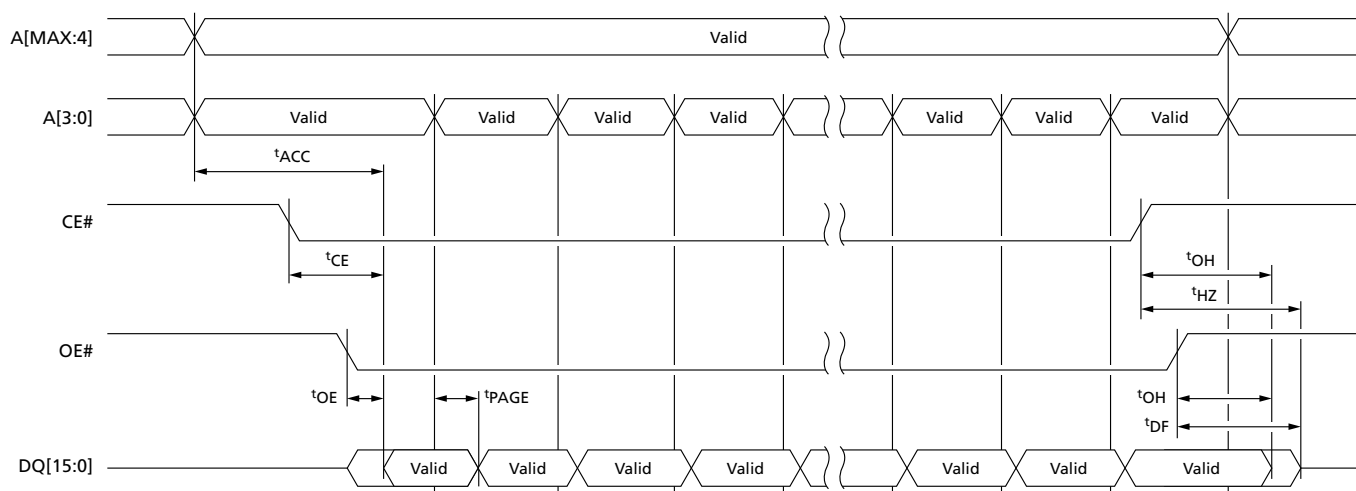 A[MAX:4]
Valid
A[3:0]
Valid Valid Valid Valid Valid Valid Valid
tACC
CE#
tCE
tOH
tHZ
OE#
tOE
tPAGE
tOH
tDF
DQ[15:0]
Valid Valid Valid Valid Valid Valid Valid